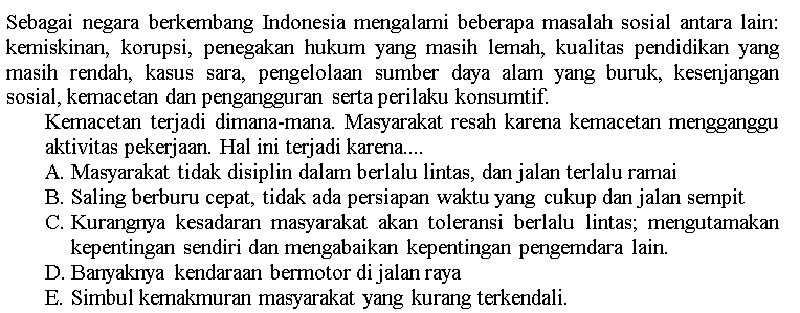 Sebagai negara berkembang Indonesia mengalami beberapa masalah sosial antara lain:
kemiskinan, korupsi, penegakan hukum yang masih lemah, kualitas pendidikan yang
masih rendah, kasus sara, pengelolaan sumber daya alam yang buruk, kesenjangan
sosial, kemacetan dan pengangguran serta perilaku konsumtif.
Kemacetan terjadi dimana-mana. Masyarakat resah karena kemacetan mengganggu
aktivitas pekerjaan. Hal ini terjadi karena....
A. Masyarakat tidak disiplin dalam berlalu lintas, dan jalan terlalu ramai
B. Saling berburu cepat, tidak ada persiapan waktu yang cukup dan jalan sempit
C. Kurangnya kesadaran masyarakat akan toleransi berlalu lintas; mengutamakan
kepentingan sendiri dan mengabaikan kepentingan pengemdara lain.
D. Banyaknya kendaraan bermotor di jalan raya
E. Simbul kemakmuran masyarakat yang kurang terkendali.